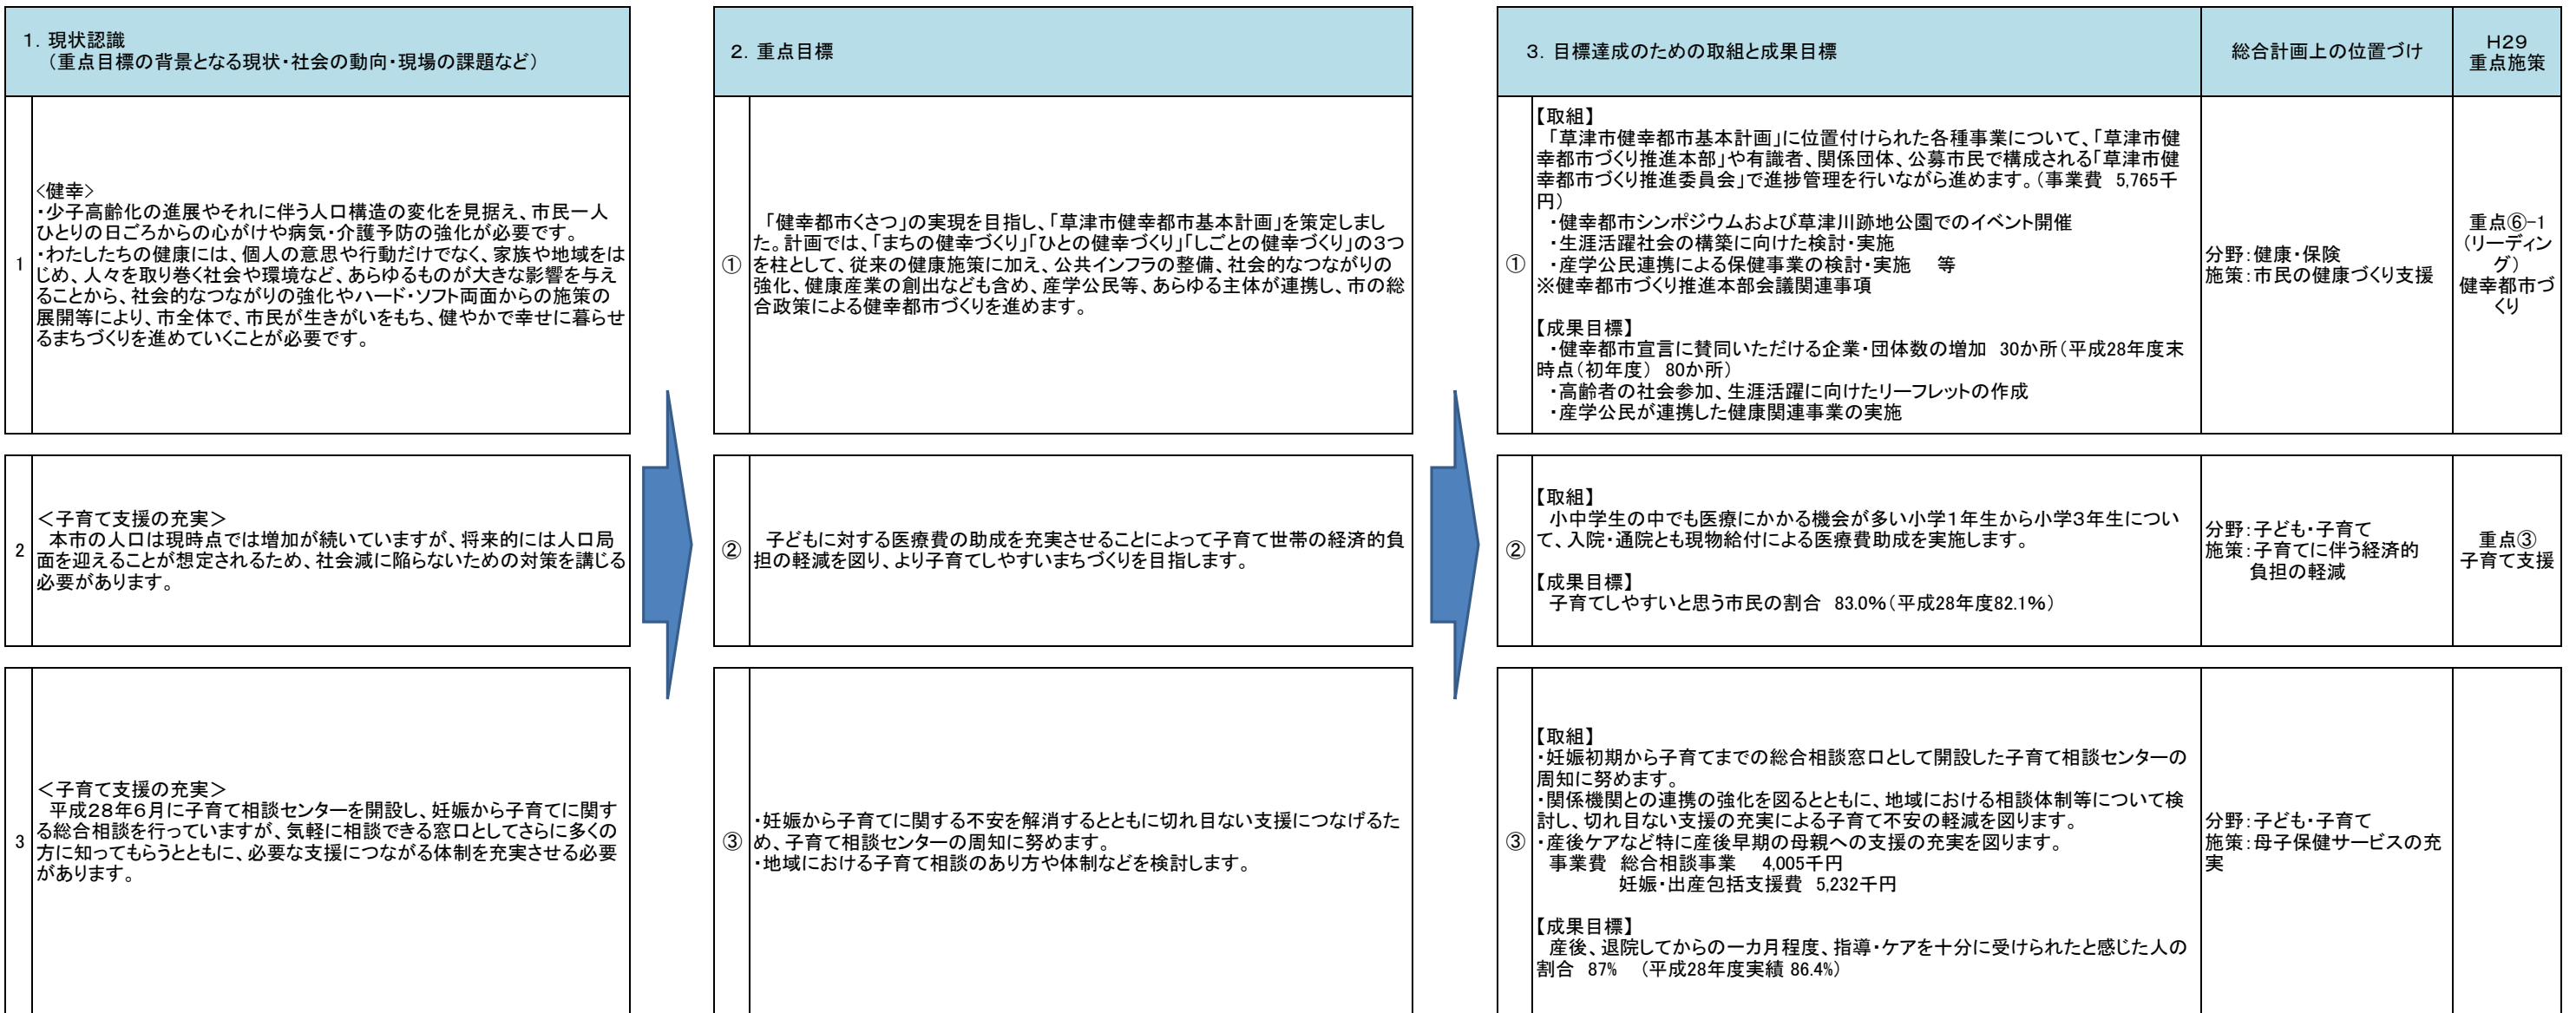 1．現状認識
（重点目標の背景となる現状・社会の動向・現場の課題など）
2．重点目標
3．目標達成のための取組と成果目標
総合計画上の位置づけ
H29
重点施策
1
<健幸>
・少子高齢化の進展やそれに伴う人口構造の変化を見据え、市民一人
ひとりの日ごろからの心がけや病気・介護予防の強化が必要です。
・わたしたちの健康には、個人の意思や行動だけでなく、家族や地域をは
じめ、人々を取り巻く社会や環境など、あらゆるものが大きな影響を与え
ることから、社会的なつながりの強化やハード・ソフト両面からの施策の
展開等により、市全体で、市民が生きがいをもち、健やかで幸せに暮らせ
るまちづくりを進めていくことが必要です。
①
「健幸都市くさつ」の実現を目指し、「草津市健幸都市基本計画」を策定しまし
た。計画では、「まちの健幸づくり」「ひとの健幸づくり」「しごとの健幸づくり」の3つ
を柱として、従来の健康施策に加え、公共インフラの整備、社会的なつながりの
強化、健康産業の創出なども含め、産学公民等、あらゆる主体が連携し、市の総
合政策による健幸都市づくりを進めます。
①
【取組】
「草津市健幸都市基本計画」に位置付けられた各種事業について、「草津市健
幸都市づくり推進本部」や有識者、関係団体、公募市民で構成される「草津市健
幸都市づくり推進委員会」で進捗管理を行いながら進めます。（事業費　5,765千
円）
・健幸都市シンポジウムおよび草津川跡地公園でのイベント開催
・生涯活躍社会の構築に向けた検討・実施
・産学公民連携による保健事業の検討・実施　等
※健幸都市づくり推進本部会議関連事項
【成果目標】
・健幸都市宣言に賛同いただける企業・団体数の増加　30か所（平成28年度末
時点（初年度）　80か所）
・高齢者の社会参加、生涯活躍に向けたリーフレットの作成
・産学公民が連携した健康関連事業の実施
分野：健康・保険
施策：市民の健康づくり支援
重点⑥-1
（リーディン
グ）
健幸都市づ
くり
2
＜子育て支援の充実＞
本市の人口は現時点では増加が続いていますが、将来的には人口局
面を迎えることが想定されるため、社会減に陥らないための対策を講じる
必要があります。
②
子どもに対する医療費の助成を充実させることによって子育て世帯の経済的負
担の軽減を図り、より子育てしやすいまちづくりを目指します。
②
【取組】
小中学生の中でも医療にかかる機会が多い小学1年生から小学3年生につい
て、入院・通院とも現物給付による医療費助成を実施します。
【成果目標】
子育てしやすいと思う市民の割合　83.0％（平成28年度82.1％）
分野：子ども・子育て
施策：子育てに伴う経済的
負担の軽減
重点③
子育て支援
3
＜子育て支援の充実＞
平成28年6月に子育て相談センターを開設し、妊娠から子育てに関す
る総合相談を行っていますが、気軽に相談できる窓口としてさらに多くの
方に知ってもらうとともに、必要な支援につながる体制を充実させる必要
があります。
③
・妊娠から子育てに関する不安を解消するとともに切れ目ない支援につなげるた
め、子育て相談センターの周知に努めます。
・地域における子育て相談のあり方や体制などを検討します。
③
【取組】
・妊娠初期から子育てまでの総合相談窓口として開設した子育て相談センターの
周知に努めます。
・関係機関との連携の強化を図るとともに、地域における相談体制等について検
討し、切れ目ない支援の充実による子育て不安の軽減を図ります。
・産後ケアなど特に産後早期の母親への支援の充実を図ります。
事業費　総合相談事業　4,005千円
妊娠・出産包括支援費　5,232千円
【成果目標】
産後、退院してからの一カ月程度、指導・ケアを十分に受けられたと感じた人の
割合　87%　（平成28年度実績 86.4%）
分野：子ども・子育て
施策：母子保健サービスの充
実